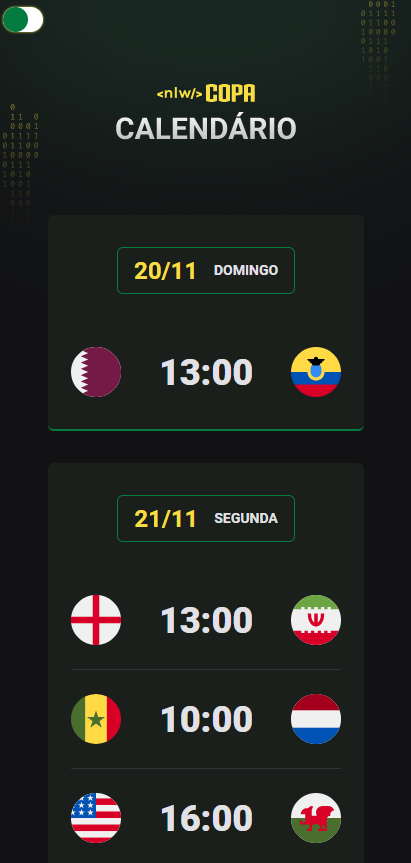 <nlw/> COPA
CALENDÁRIO
20/11 DOMINGO
13:00
21/11 SEGUNDA
13:00
10:00
16:00